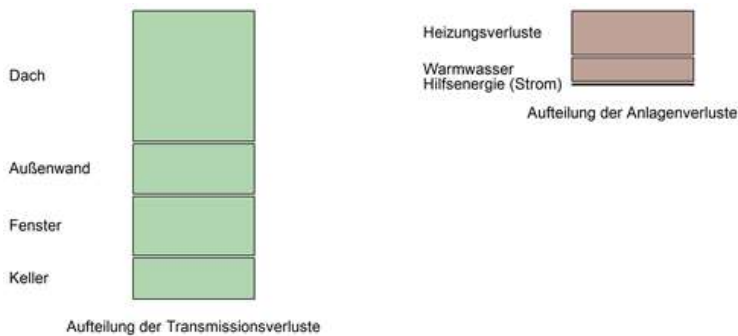 Dach
Außenwand
Fenster
Keller
Aufteilung der Transmissionsverluste
Heizungsverluste
Warmwasser
Hilfsenergie (Strom)
Aufteilung der Anlagenverluste